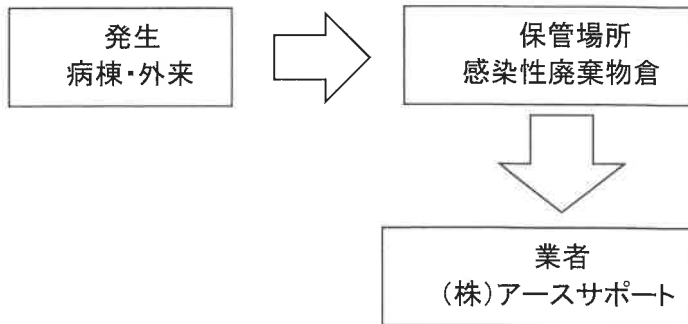 発生
病棟・外来
保管場所
感染性廃棄物倉
業者
(株)アースサポート